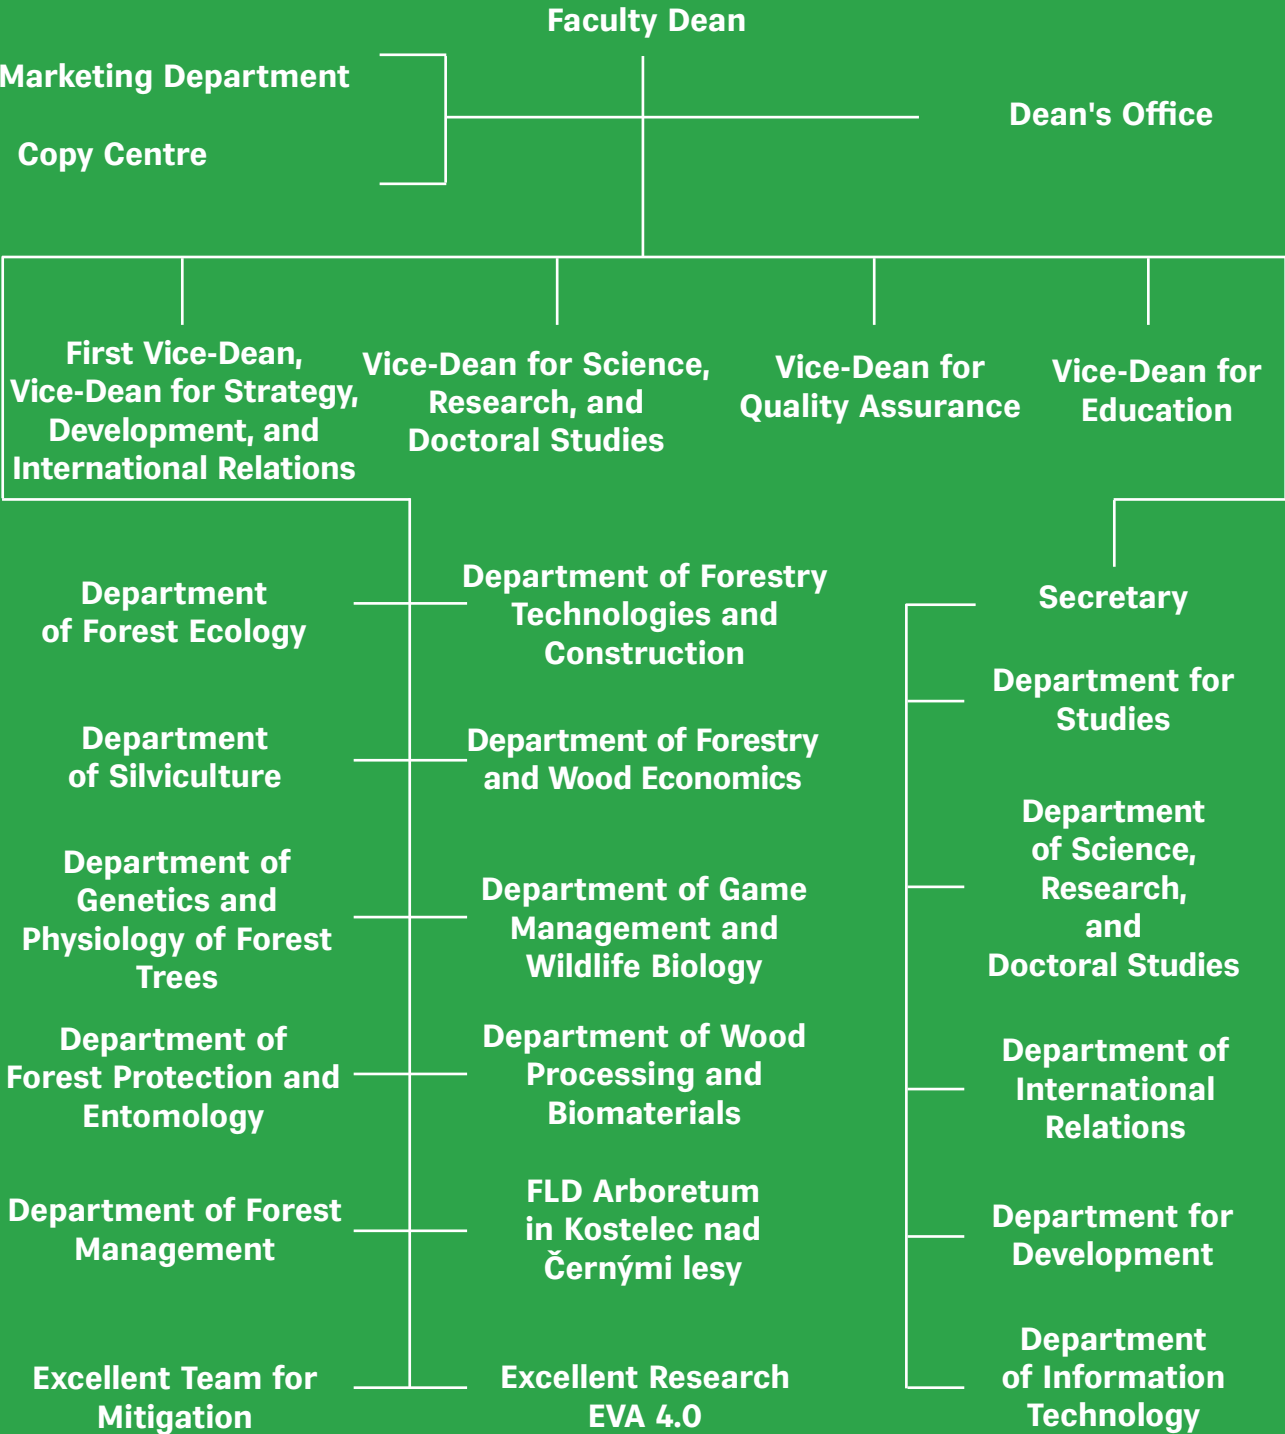 Faculty Dean
Marketing Department
Copy Centre
Dean's Office
First Vice-Dean,
Vice-Dean for Strategy,
Development, and
International Relations
Vice-Dean for Science,
Research, and
Doctoral Studies
Vice-Dean for
Quality Assurance
Vice-Dean for
Education
Department
of Forest Ecology
Department
of Silviculture
Department of
Genetics and
Physiology of Forest
Trees
Department of
Forest Protection and
Entomology
Department of Forest
Management
Excellent Team for
Mitigation
Department of Forestry
Technologies and
Construction
Department of Forestry
and Wood Economics
Department of Game
Management and
Wildlife Biology
Department of Wood
Processing and
Biomaterials
FLD Arboretum
in Kostelec nad
Černými lesy
Excellent Research
EVA 4.0
Secretary
Department for
Studies
Department
of Science,
Research,
and
Doctoral Studies
Department of
International
Relations
Department for
Development
Department
of Information
Technology